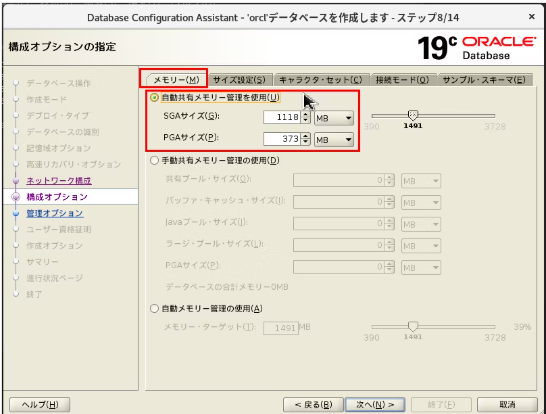 Database Configuration Assistant - 'orcl'データベースを作成します - ステップ8/14
×
構成オプションの指定
19c ORACLE
Database
データベース操作
作成モード
デプロイ・タイプ
データベースの識別
記憶域オプション
高速リカバリ・オプション
ネットワーク構成
構成オプション
管理オプション
ユーザー資格証明
作成オプション
サマリー
進行状況ページ
終了
メモリー(M) サイズ設定(S) キャラクタ・セット(C) 接続モード(O) サンプル・スキーマ(E)
自動共有メモリー管理を使用(U)
SGAサイズ(G): 1118 MB
PGAサイズ(P): 373 MB
390 1491 3728
手動共有メモリー管理の使用(D)
共有プール・サイズ(O): 0 MB
バッファ・キャッシュ・サイズ(I): 0 MB
Javaプール・サイズ(J): 0 MB
ラージ・プール・サイズ(L): 0 MB
PGAサイズ(P): 0 MB
データベースの合計メモリー0MB
自動メモリー管理の使用(A)
メモリー・ターゲット(T): 1491 MB
390 1491 3728 39%
ヘルプ(H) < 戻る(B) 次へ(N) > 終了(F) 取消